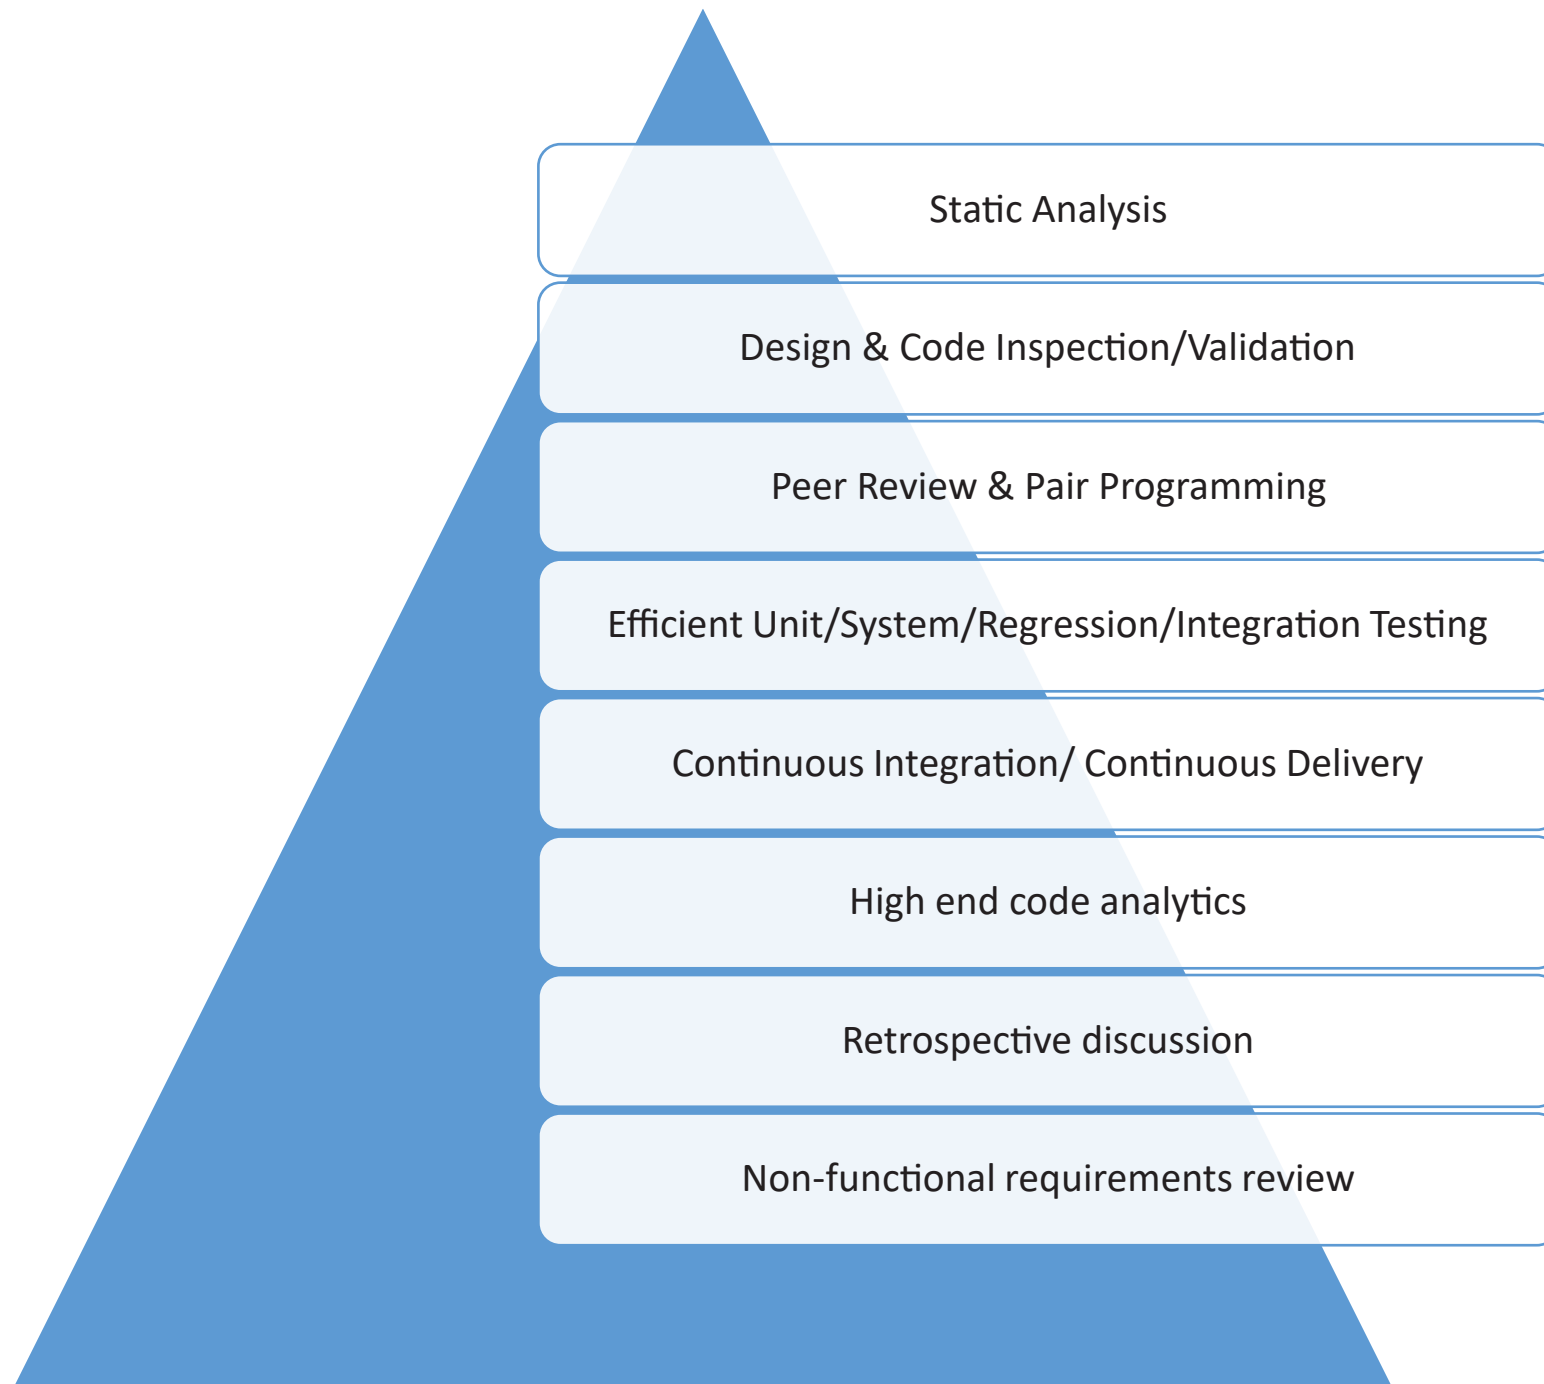 Static Analysis
Design & Code Inspection/Validation
Peer Review & Pair Programming
Efficient Unit/System/Regression/Integration Testing
Continuous Integration/ Continuous Delivery
High end code analytics
Retrospective discussion
Non-functional requirements review